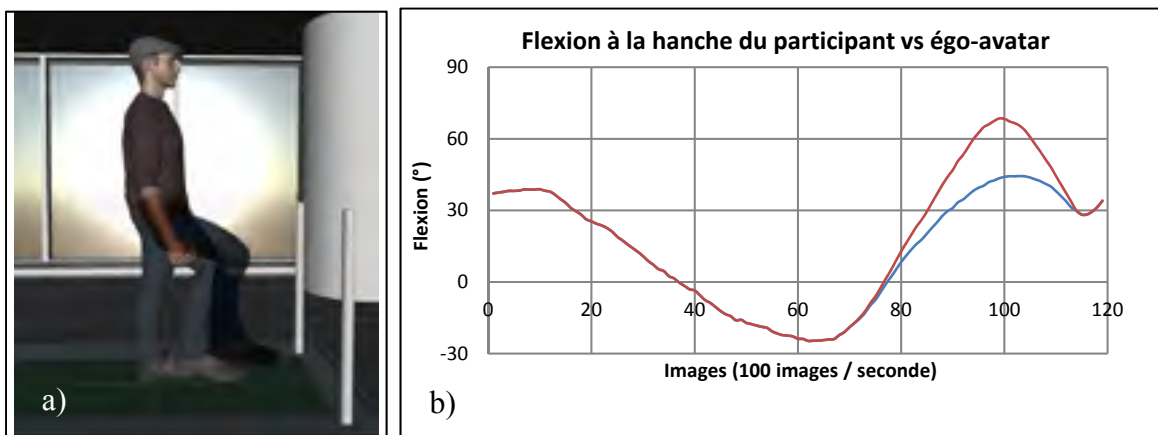 a)
b)
Flexion à la hanche du participant vs égo-avatar
Flexion (°)
90
60
30
0
-30
0 20 40 60 80 100 120
Images (100 images / seconde)